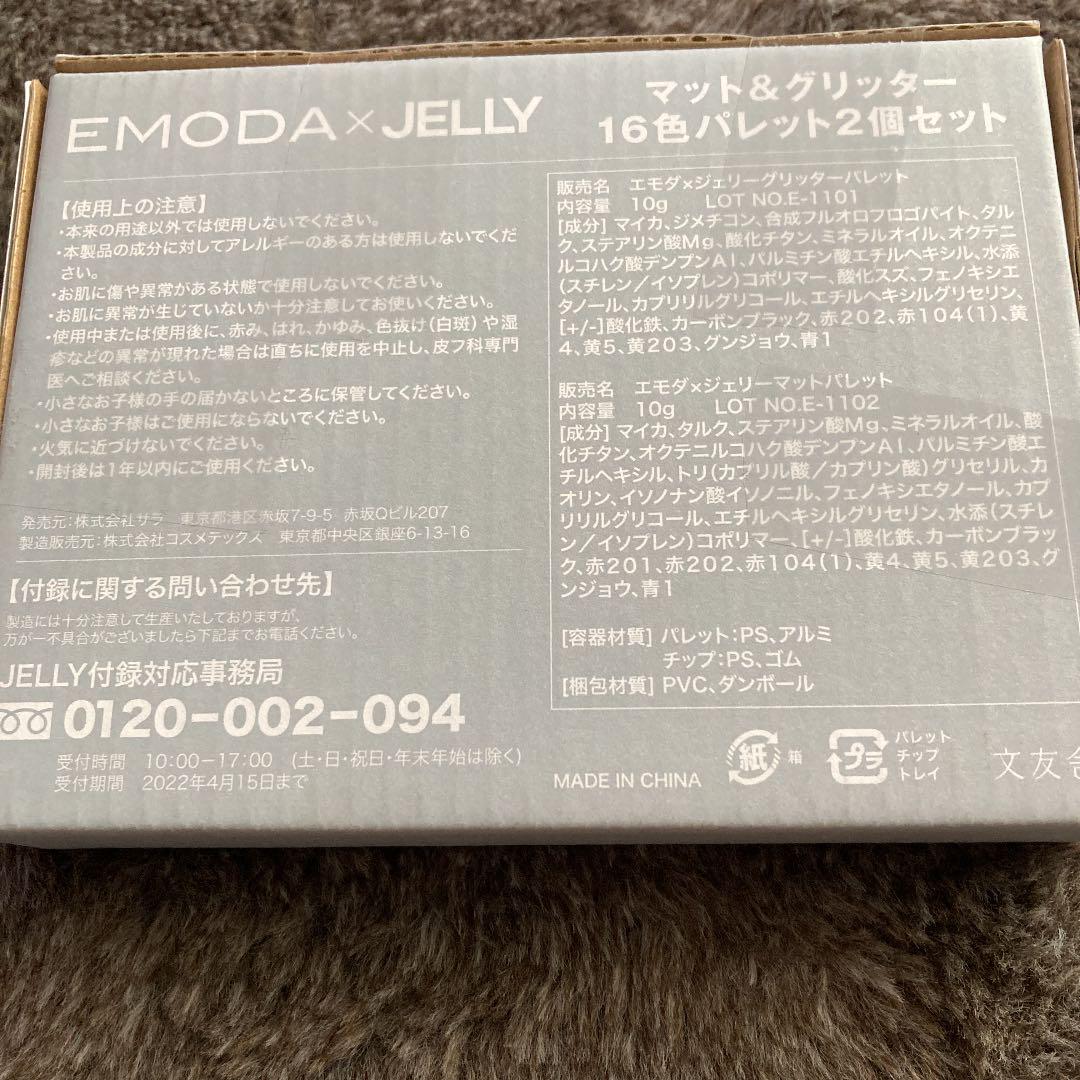 EMODA×JELLY
マット&グリッター
16色パレット2個セット
【使用上の注意】
・本来の用途以外では使用しないでください。
・本製品の成分に対してアレルギーのある方は使用しないでくだ
さい。
・お肌に傷や異常がある状態で使用しないでください。
・お肌に異常が生じていないか十分注意してお使いください。
・使用中または使用後に、赤み、はれ、かゆみ、色抜け(白斑)や湿
疹などの異常が現れた場合は直ちに使用を中止し、皮フ科専門
医へご相談ください。
・小さなお子様の手の届かないところに保管してください。
・小さなお子様はご使用にならないでください。
・火気に近づけないでください。
・開封後は1年以内にご使用ください。
発売元:株式会社サラ 東京都港区赤坂7-9-5 赤坂Qビル207
製造販売元:株式会社コスメテックス 東京都中央区銀座6-13-16
【付録に関する問い合わせ先】
製造には十分注意して生産いたしておりますが、
万が一不具合がございましたら下記までお電話ください。
JELLY付録対応事務局
0120-002-094
受付時間 10:00-17:00 (土・日・祝日・年末年始は除く)
受付期間 2022年4月15日まで
販売名 エモダ×ジェリーグリッターパレット
内容量 10g LOT NO.E-1101
[成分] マイカ、ジメチコン、合成フルオロフロゴパイト、タル
ク、ステアリン酸Mg、酸化チタン、ミネラルオイル、オクテニ
ルコハク酸デンプンAl、パルミチン酸エチルヘキシル、水添
(スチレン/イソプレン)コポリマー、酸化スズ、フェノキシエ
タノール、カプリリルグリコール、エチルヘキシルグリセリン、
[+/-]酸化鉄、カーボンブラック、赤202、赤104(1)、黄
4、黄5、黄203、グンジョウ、青1
販売名 エモダ×ジェリーマットパレット
内容量 10g LOT NO.E-1102
[成分] マイカ、タルク、ステアリン酸Mg、ミネラルオイル、酸
化チタン、オクテニルコハク酸デンプンAl、パルミチン酸エ
チルヘキシル、トリ(カプリル酸/カプリン酸)グリセリル、カ
オリン、イソノナン酸イソノニル、フェノキシエタノール、カプ
リリルグリコール、エチルヘキシルグリセリン、水添(スチレ
ン/イソプレン)コポリマー、[+/-]酸化鉄、カーボンブラッ
ク、赤201、赤202、赤104(1)、黄4、黄5、黄203、グ
ンジョウ、青1
[容器材質] パレット:PS、アルミ
チップ:PS、ゴム
[梱包材質] PVC、ダンボール
MADE IN CHINA
紙 箱
プラ パレット
チップ
トレイ
文友舎